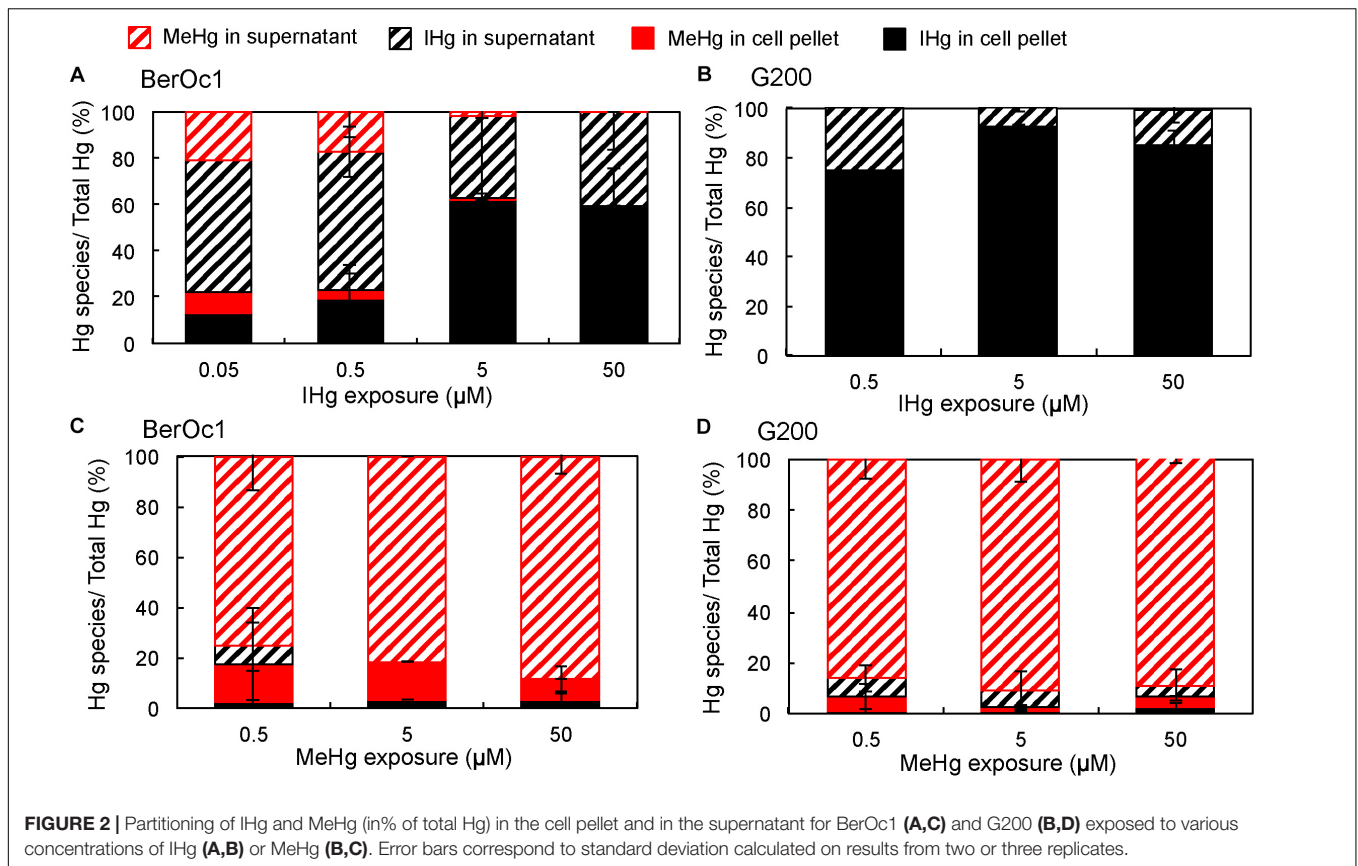 MeHg in supernatant IHg in supernatant MeHg in cell pellet IHg in cell pellet
A BerOc1
Hg species/ Total Hg (%)
100
80
60
40
20
0
0.05 0.5 5 50
IHg exposure (µM)
B G200
Hg species/ Total Hg (%)
100
80
60
40
20
0
0.5 5 50
IHg exposure (µM)
C BerOc1
Hg species/ Total Hg (%)
100
80
60
40
20
0
0.5 5 50
MeHg exposure (µM)
D G200
Hg species/ Total Hg (%)
100
80
60
40
20
0
0.5 5 50
MeHg exposure (µM)
FIGURE 2 | Partitioning of IHg and MeHg (in% of total Hg) in the cell pellet and in the supernatant for BerOc1 (A,C) and G200 (B,D) exposed to various
concentrations of IHg (A,B) or MeHg (B,C). Error bars correspond to standard deviation calculated on results from two or three replicates.